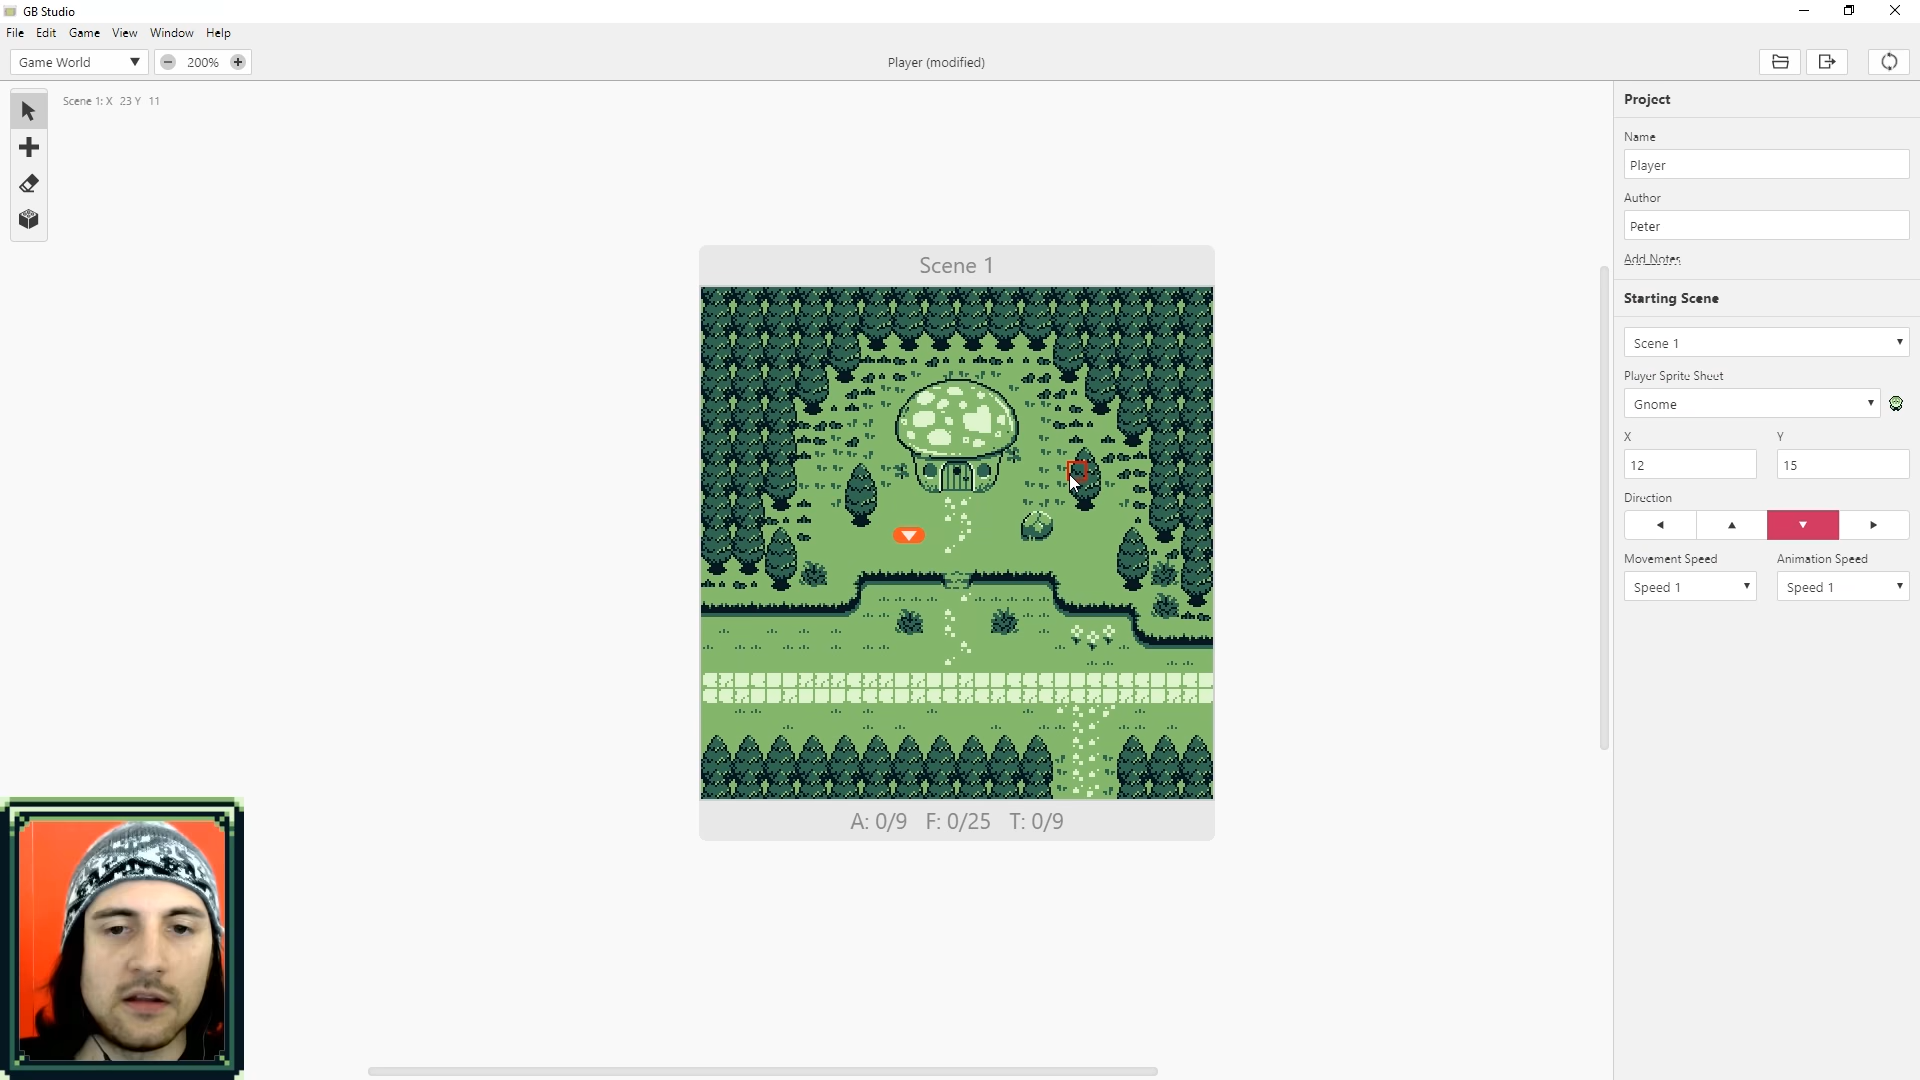 GB Studio
File Edit Game View Window Help
Game World 200% Player (modified)
Scene 1: X 23 Y 11
Scene 1
A: 0/9 F: 0/25 T: 0/9
Project
Name
Player
Author
Peter
Add Notes
Starting Scene
Scene 1
Player Sprite Sheet
Gnome
X Y
12 15
Direction
Movement Speed Animation Speed
Speed 1 Speed 1